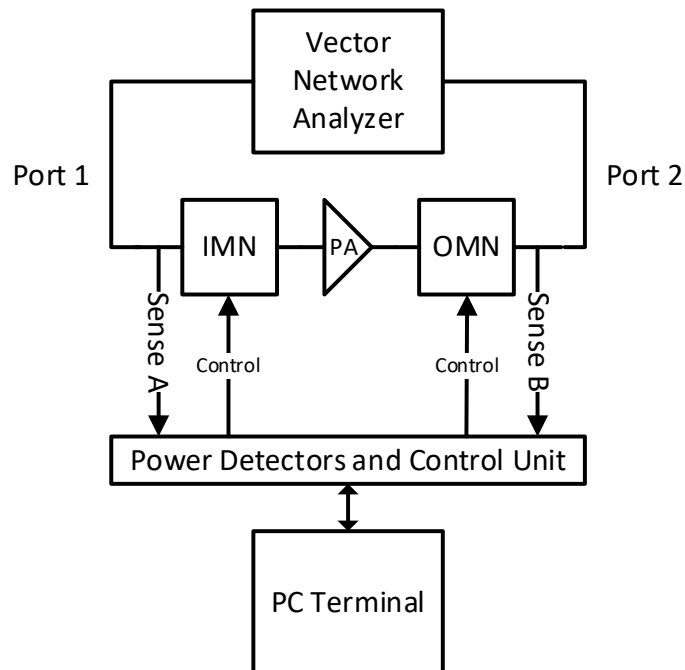 Vector
Network
Analyzer
Port 1
Port 2
IMN
PA
OMN
Sense A
Sense B
Control
Control
Power Detectors and Control Unit
PC Terminal